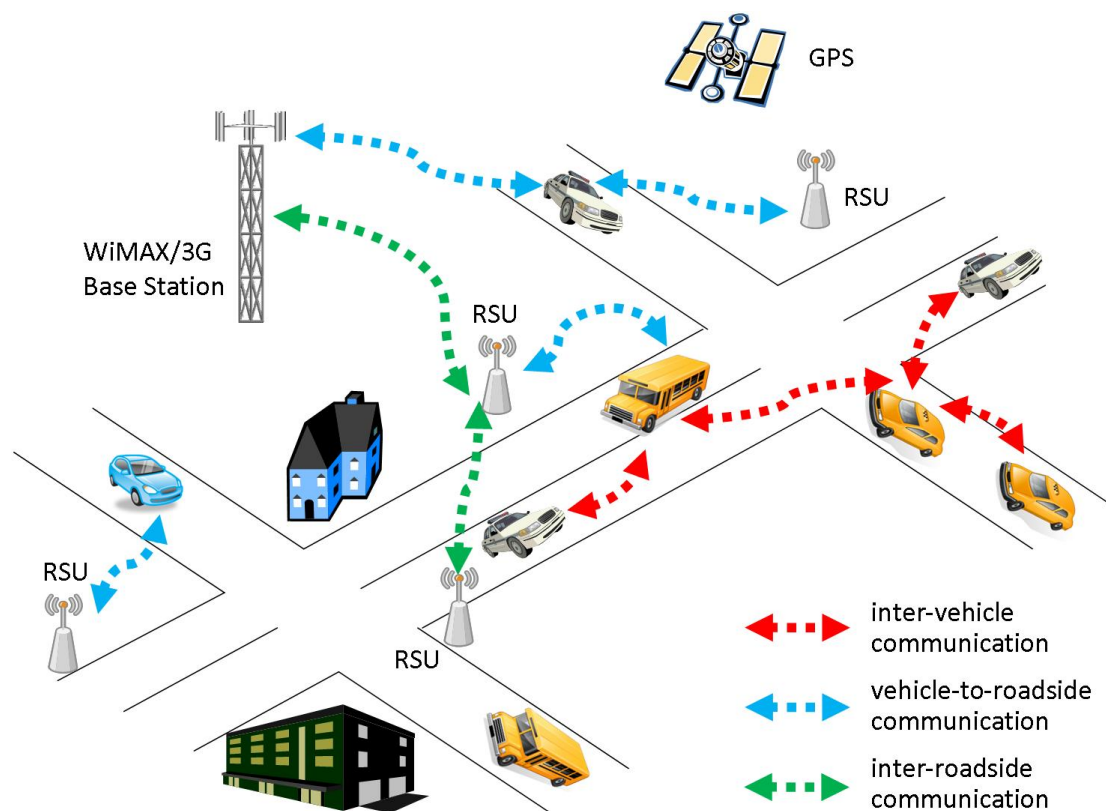 GPS
RSU
WiMAX/3G
Base Station
RSU
RSU
RSU
inter-vehicle
communication
vehicle-to-roadside
communication
inter-roadside
communication